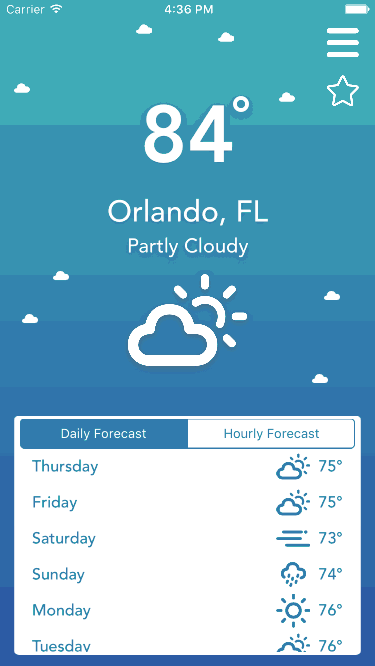 Carrier 4:36 PM
84°
Orlando, FL
Partly Cloudy
Daily Forecast Hourly Forecast
Thursday 75°
Friday 75°
Saturday 73°
Sunday 74°
Monday 76°
Tuesday 76°